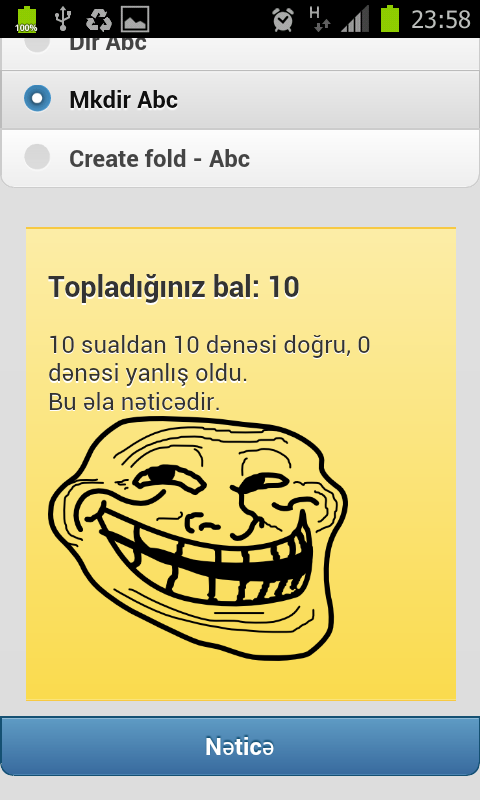 100%
H
23:58
Dir Abc
Mkdir Abc
Create fold - Abc
Topladığınız bal: 10
10 sualdan 10 dənəsi doğru, 0
dənəsi yanlış oldu.
Bu əla nəticədir.
Nəticə